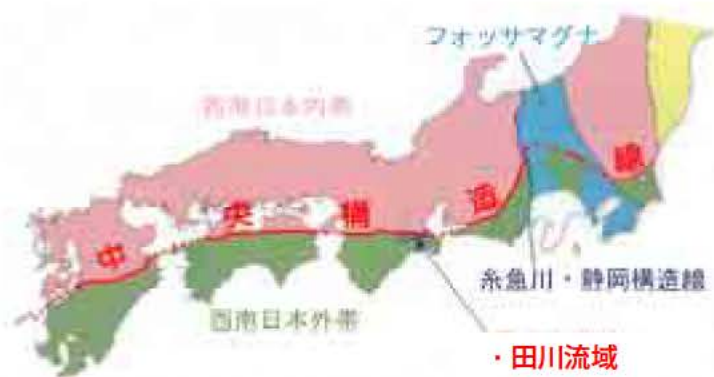 フォッサマグナ
西南日本内帯
中央構造線
糸魚川・静岡構造線
西南日本外帯
・田川流域